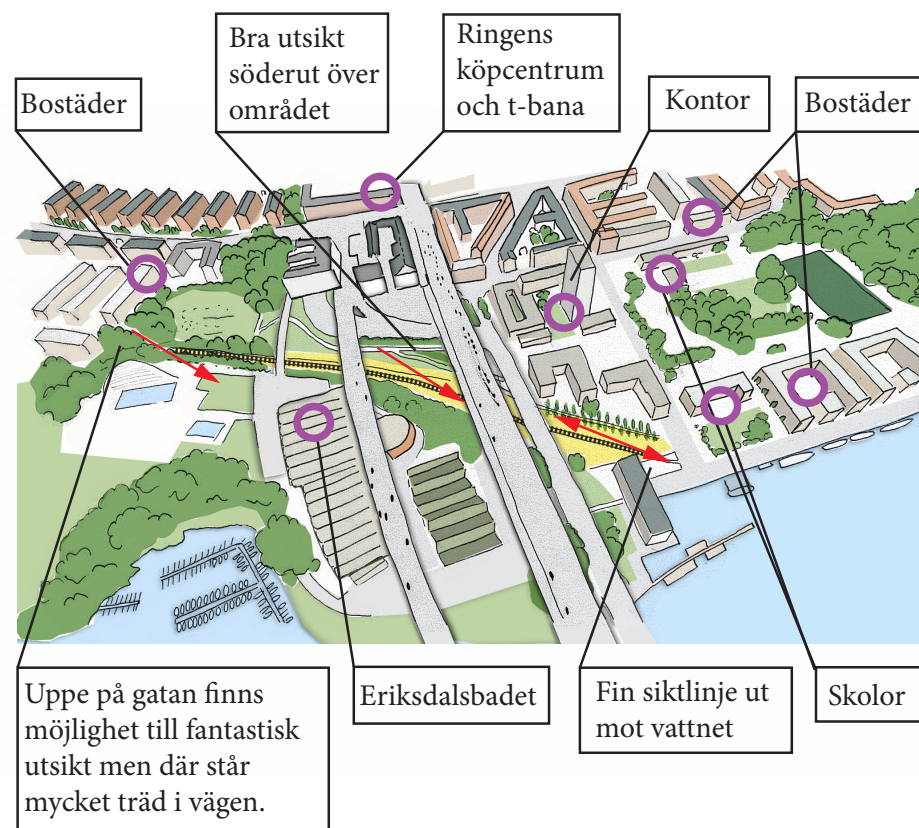 Bostäder
Bra utsikt
söderut över
området
Ringens
köpcentrum
och t-bana
Kontor
Bostäder
Uppe på gatan finns
möjlighet till fantastisk
utsikt men där står
mycket träd i vägen.
Eriksdalsbadet
Fin siktlinje ut
mot vattnet
Skolor